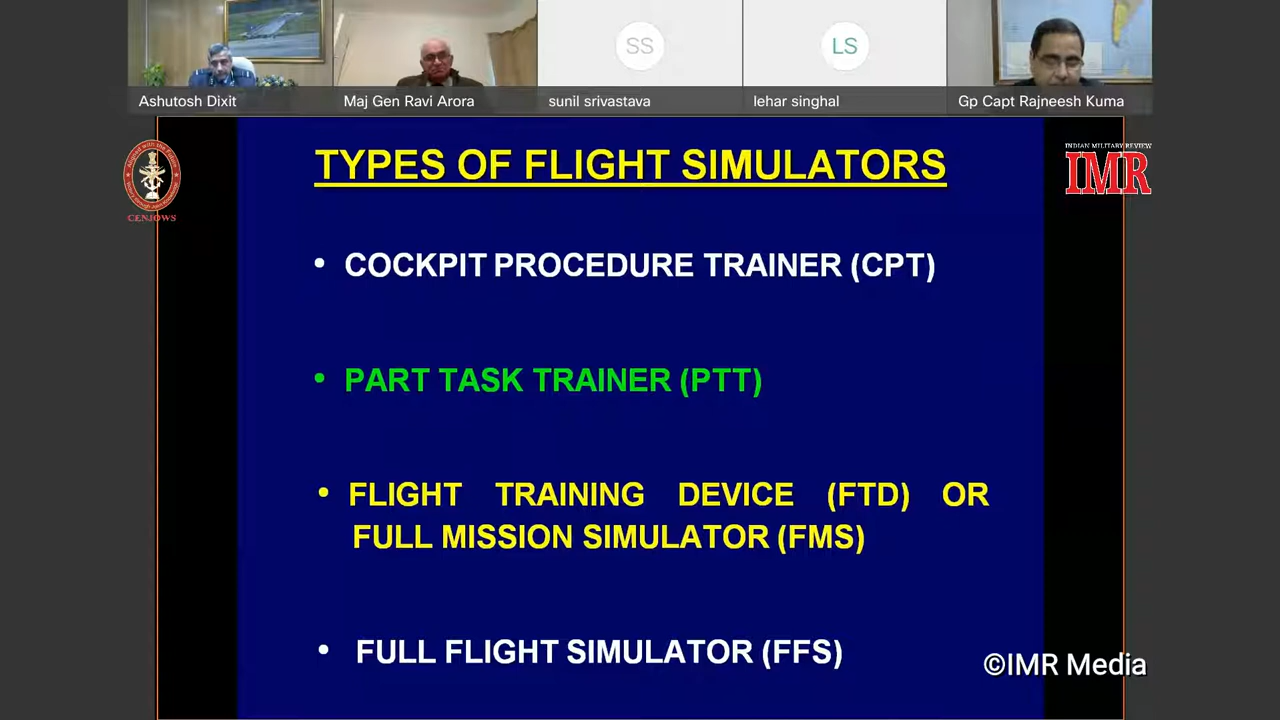 SS
LS
Ashutosh Dixit
Maj Gen Ravi Arora
sunil srivastava
lehar singhal
Gp Capt Rajneesh Kuma
TYPES OF FLIGHT SIMULATORS
INDIAN MILITARY REVIEW
IMR
CENJOWS
• COCKPIT PROCEDURE TRAINER (CPT)
• PART TASK TRAINER (PTT)
• FLIGHT TRAINING DEVICE (FTD) OR
FULL MISSION SIMULATOR (FMS)
• FULL FLIGHT SIMULATOR (FFS)
©IMR Media